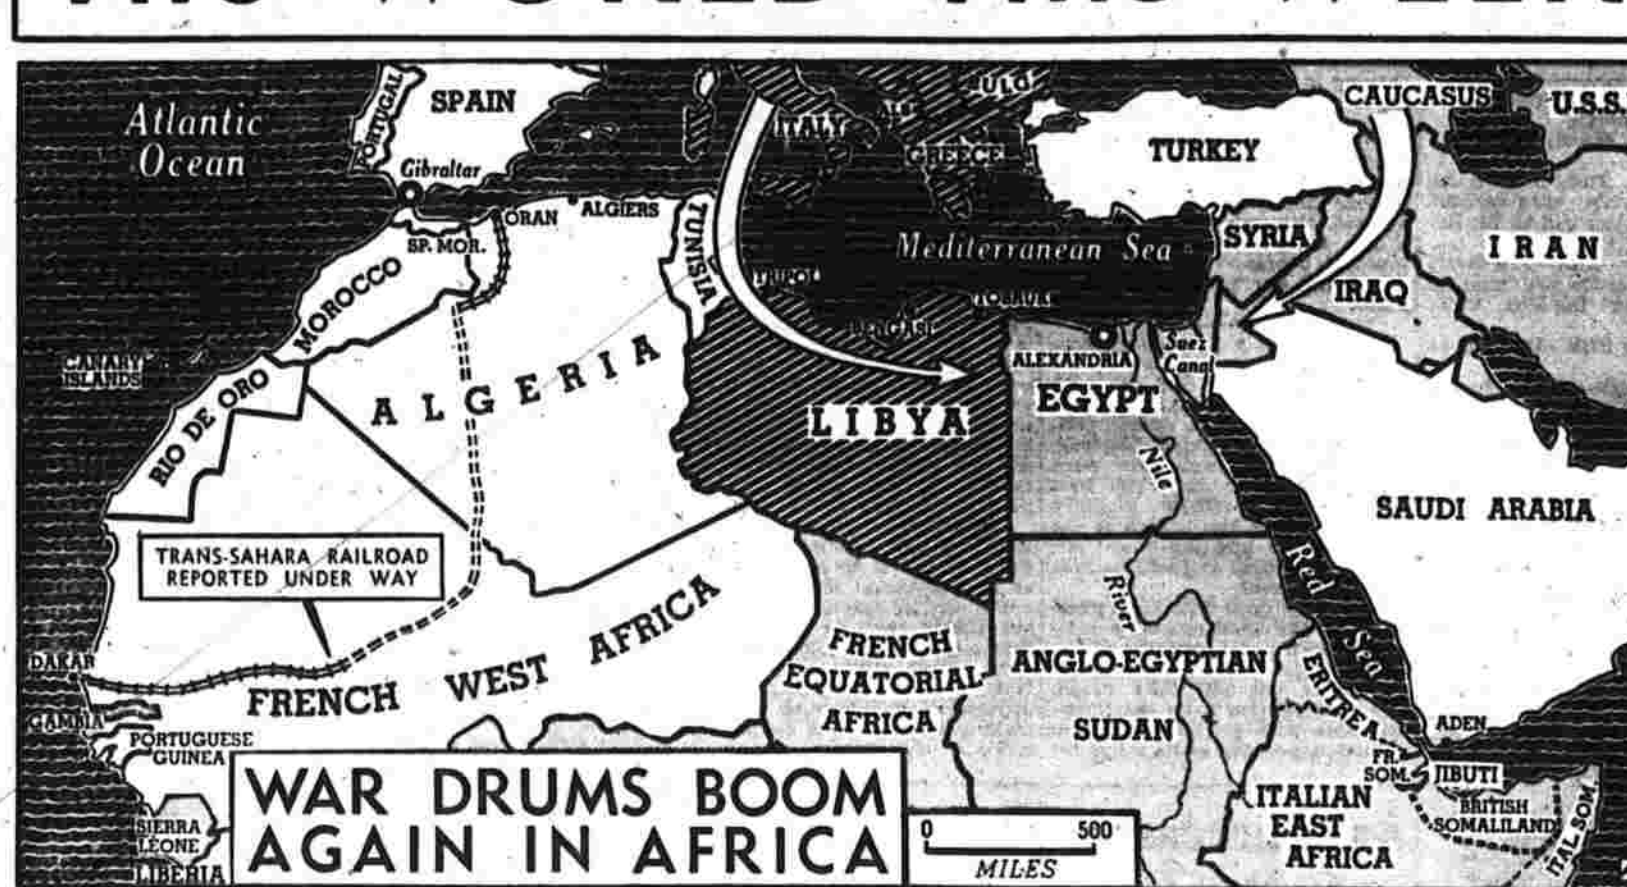 THE WORLD THIS WEEK
Atlantic
Ocean
PORTUGAL
SPAIN
Gibraltar
ITALY
GREECE
TURKEY
CAUCASUS
U.S.S.
ORAN
ALGIERS
SP. MOR.
TUNISIA
MOROCCO
Mediterranean Sea
SYRIA
IRAN
IRAQ
TRIPOLI
BENGASI
TOBRUK
CANARY
ISLANDS
RIO DE ORO
ALGERIA
LIBYA
ALEXANDRIA
EGYPT
Suez
Canal
Nile
River
SAUDI ARABIA
Red
Sea
TRANS-SAHARA RAILROAD
REPORTED UNDER WAY
DAKAR
GAMBIA
PORTUGUESE
GUINEA
FRENCH WEST AFRICA
FRENCH
EQUATORIAL
AFRICA
ANGLO-EGYPTIAN
SUDAN
ERITREA
ADEN
FR.
SOM.
JIBUTI
BRITISH
SOMALILAND
ITAL. SOM.
ITALIAN
EAST
AFRICA
SIERRA
LEONE
LIBERIA
WAR DRUMS BOOM
AGAIN IN AFRICA
0 500
MILES